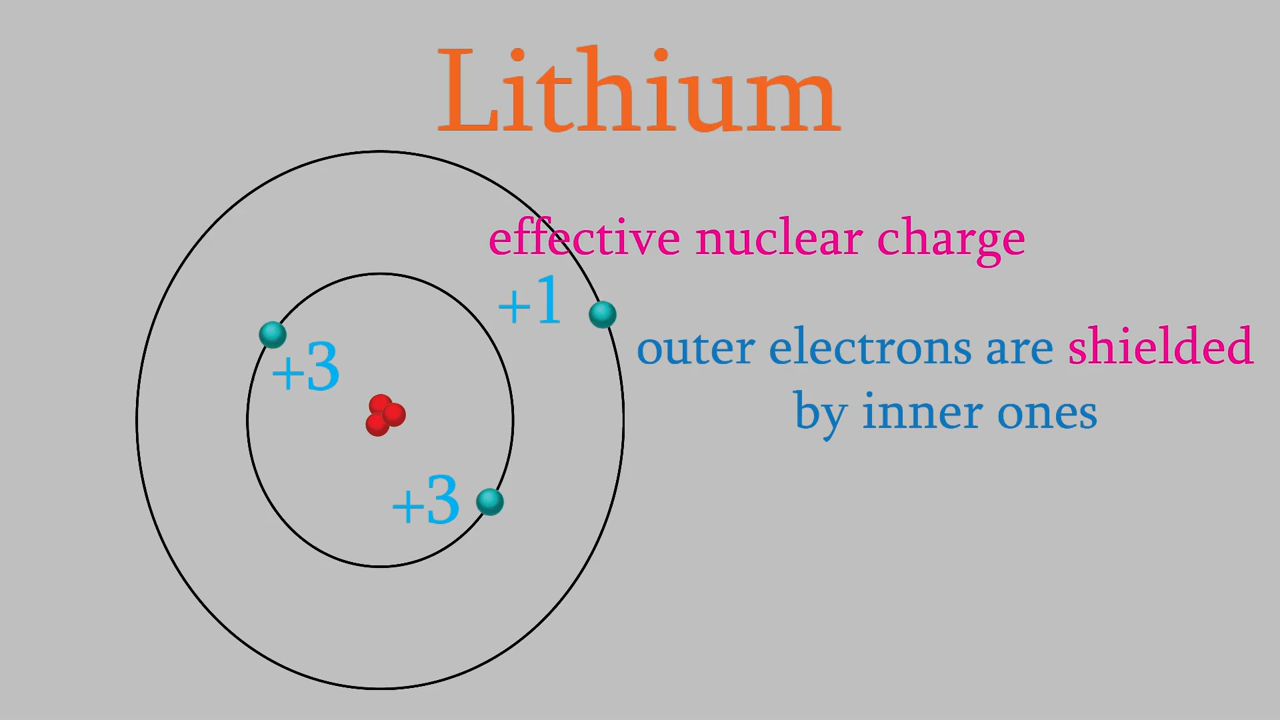 Lithium
effective nuclear charge
+1
outer electrons are shielded
by inner ones
+3
+3